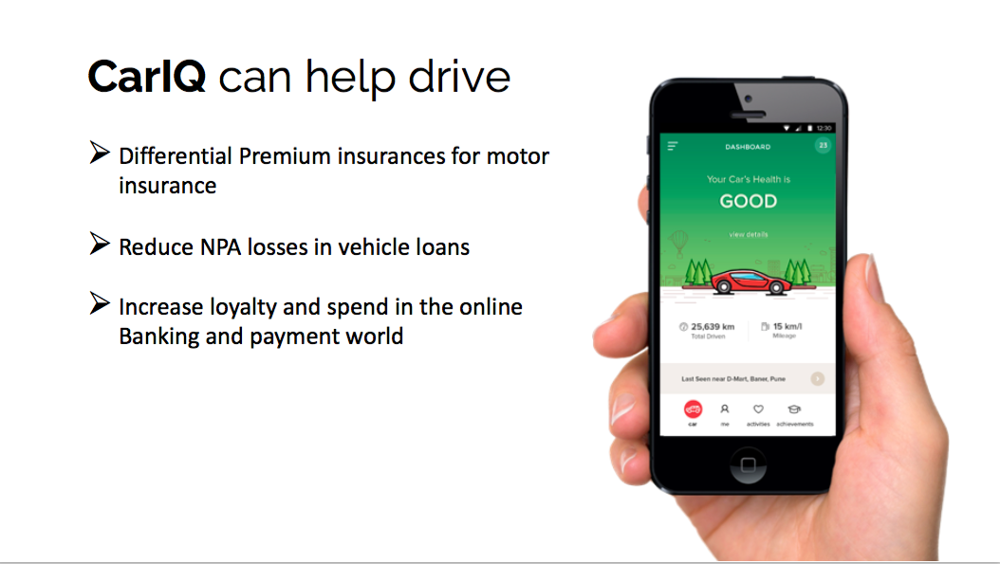 CarIQ can help drive
Differential Premium insurances for motor
insurance
Reduce NPA losses in vehicle loans
Increase loyalty and spend in the online
Banking and payment world
12:30
DASHBOARD
23
Your Car's Health is
GOOD
view details
25,639 km
Total Driven
15 km/l
Mileage
Last Seen near D-Mart, Baner, Pune
car
me
activities
achievements